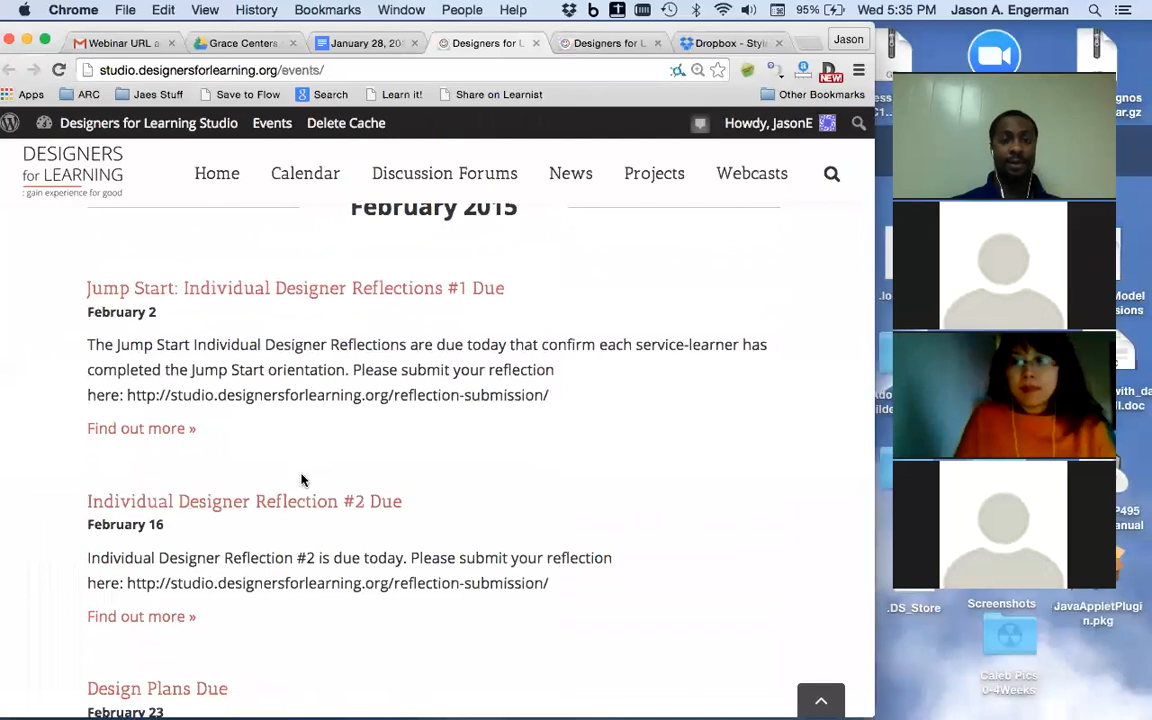 Chrome File Edit View History Bookmarks Window People Help 95% Wed 5:35 PM Jason A. Engerman
Webinar URL a
Grace Centers
January 28, 20
Designers for L
Designers for L
Dropbox - Styl
Jason
studio.designersforlearning.org/events/
NEW
Apps ARC Jaes Stuff Save to Flow Search Learn it! Share on Learnist Other Bookmarks
Designers for Learning Studio Events Delete Cache Howdy, JasonE
DESIGNERS
for LEARNING
: gain experience for good
Home Calendar Discussion Forums News Projects Webcasts
February 2015
Jump Start: Individual Designer Reflections #1 Due
February 2
The Jump Start Individual Designer Reflections are due today that confirm each service-learner has
completed the Jump Start orientation. Please submit your reflection
here: http://studio.designersforlearning.org/reflection-submission/
Find out more »
Individual Designer Reflection #2 Due
February 16
Individual Designer Reflection #2 is due today. Please submit your reflection
here: http://studio.designersforlearning.org/reflection-submission/
Find out more »
Design Plans Due
February 23
.DS_Store
Screenshots
JavaAppletPlugi
n.pkg
Caleb Pics
0-4Weeks